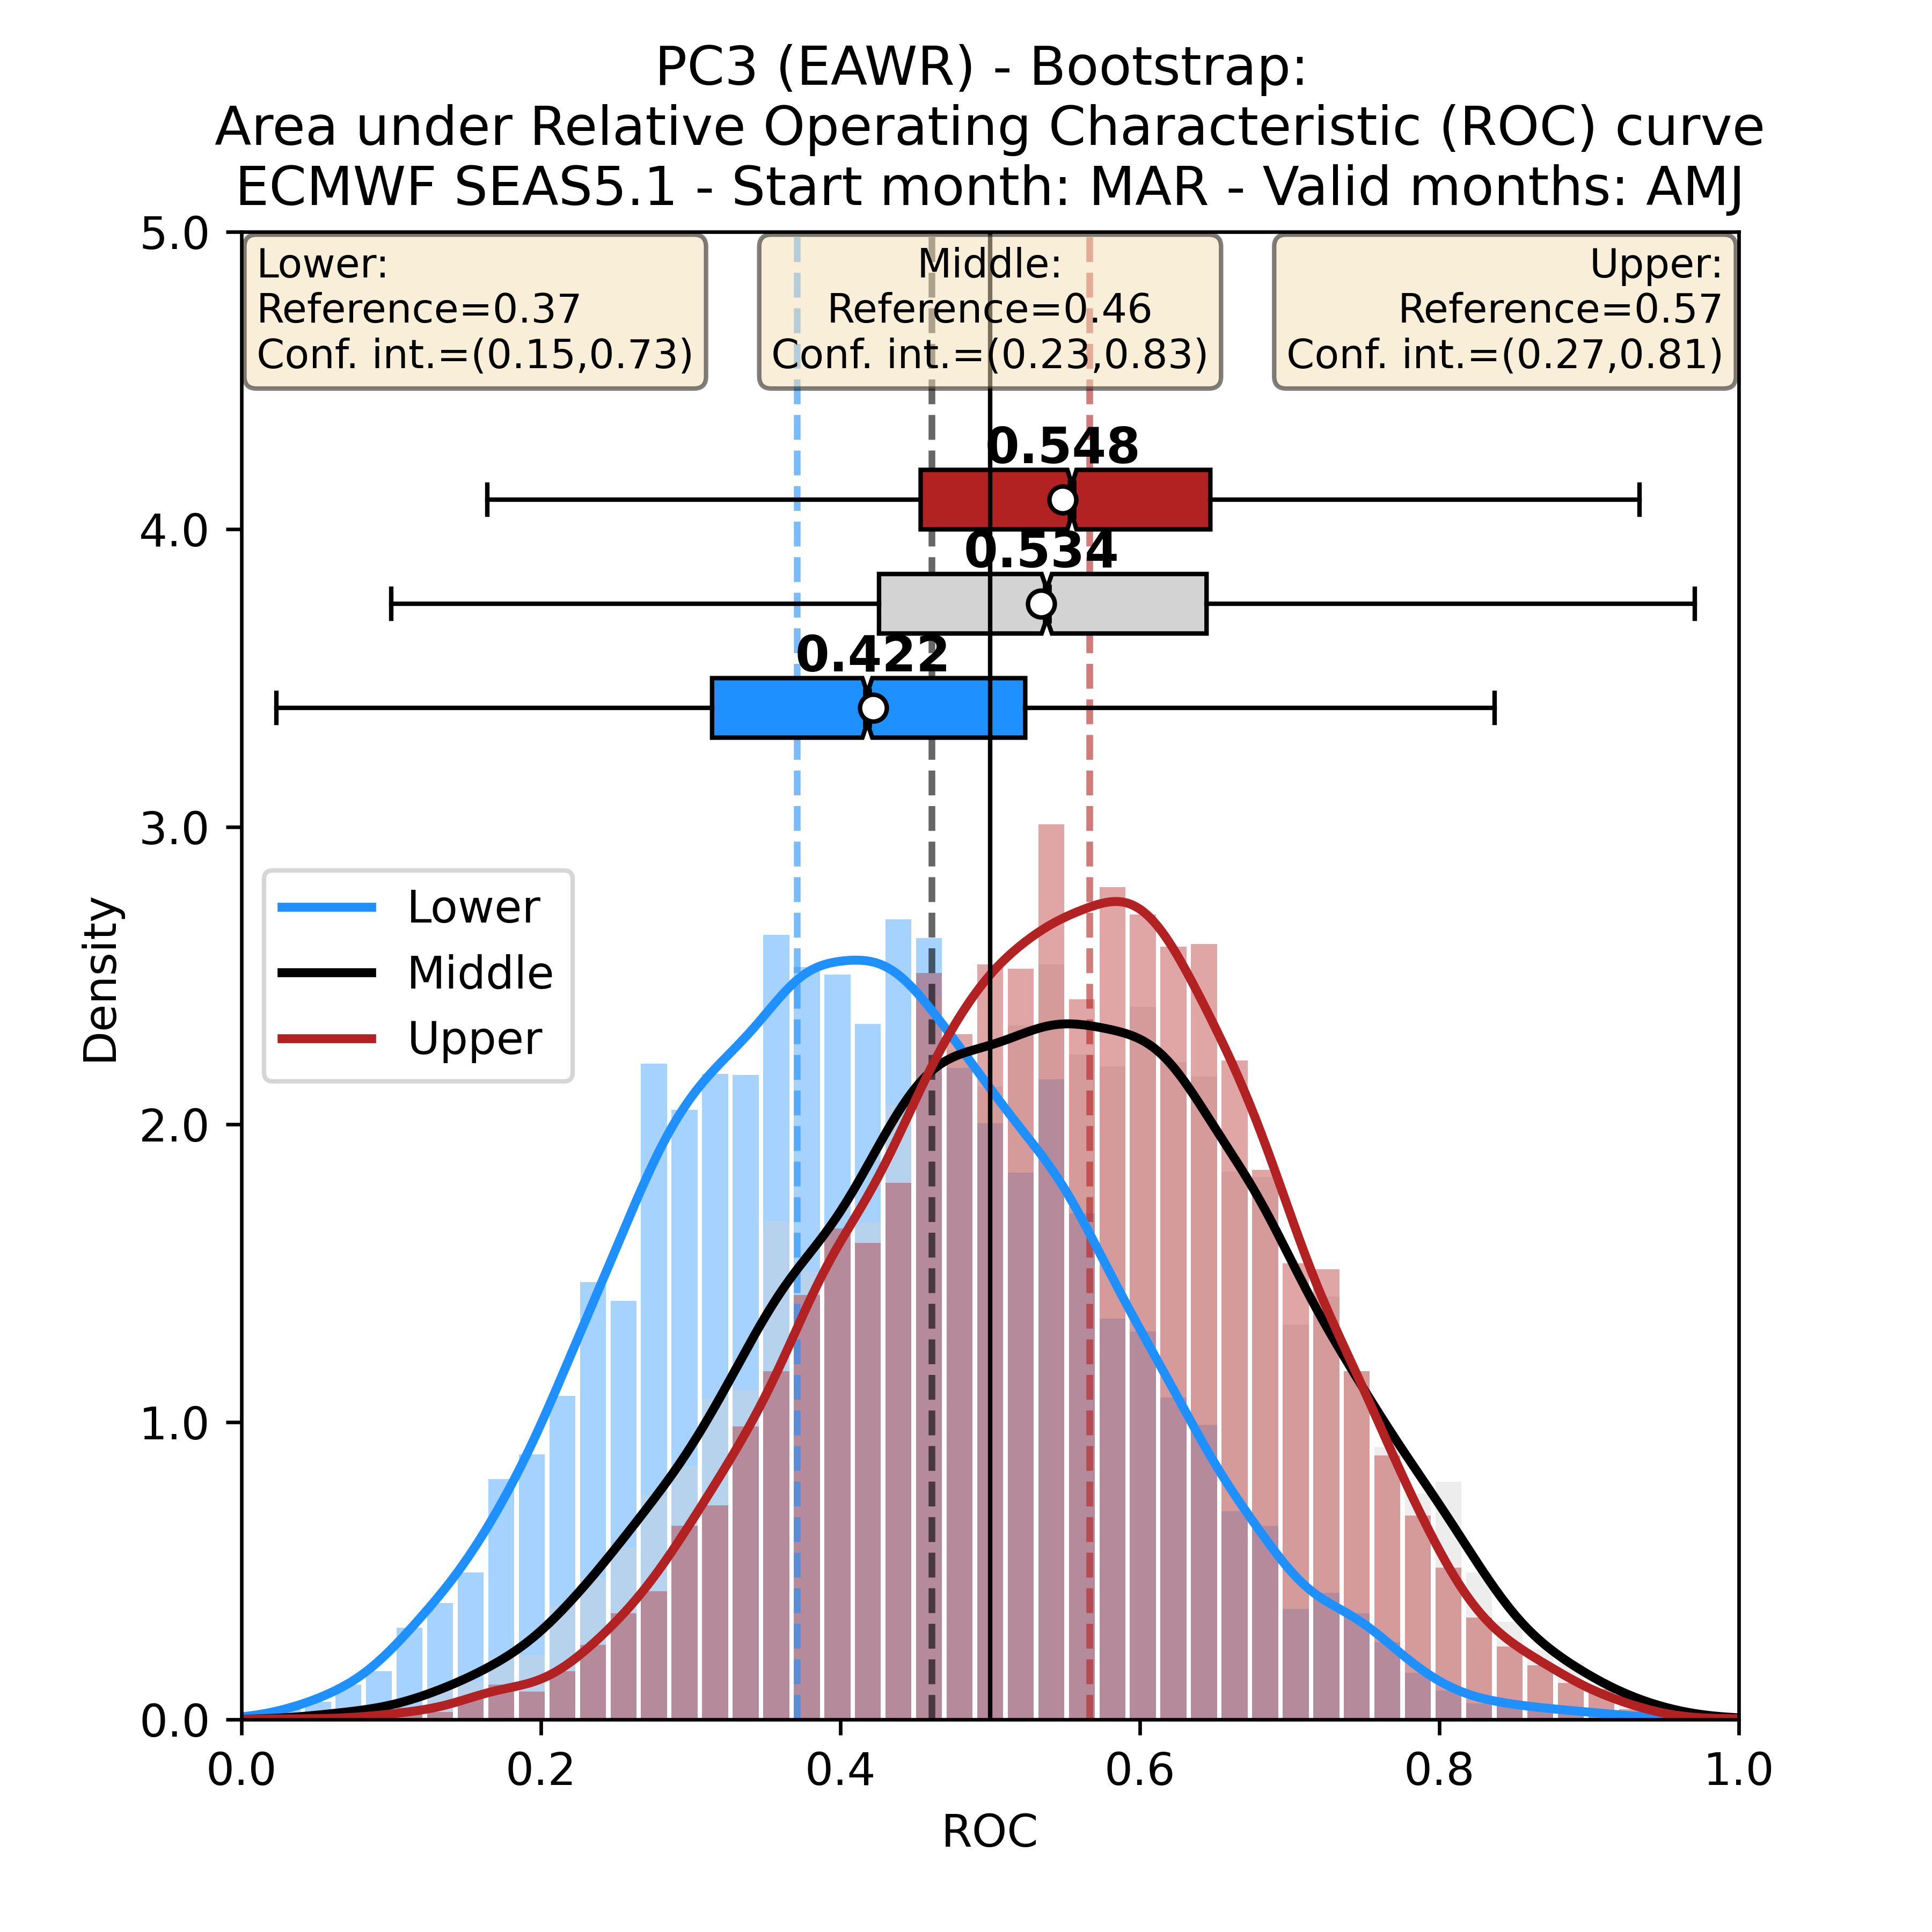 PC3 (EAWR) - Bootstrap:
Area under Relative Operating Characteristic (ROC) curve
ECMWF SEAS5.1 - Start month: MAR - Valid months: AMJ
Lower:
Reference=0.37
Conf. int.=(0.15,0.73)
Middle:
Reference=0.46
Conf. int.=(0.23,0.83)
Upper:
Reference=0.57
Conf. int.=(0.27,0.81)
0.548
0.534
0.422
Lower
Middle
Upper
Density
5.0
4.0
3.0
2.0
1.0
0.0
0.0 0.2 0.4 0.6 0.8 1.0
ROC